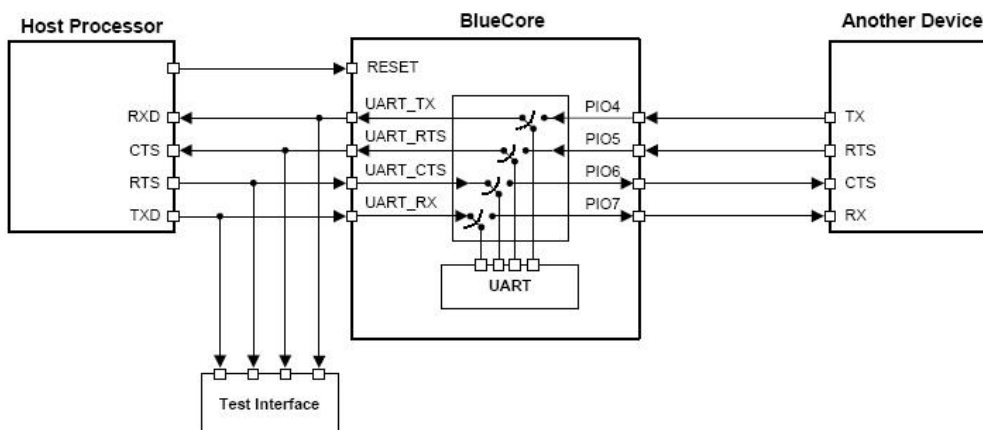 Host Processor
BlueCore
Another Device
RESET
RXD
UART_TX
PIO4
TX
CTS
UART_RTS
PIO5
RTS
RTS
UART_CTS
PIO6
CTS
TXD
UART_RX
PIO7
RX
UART
Test Interface